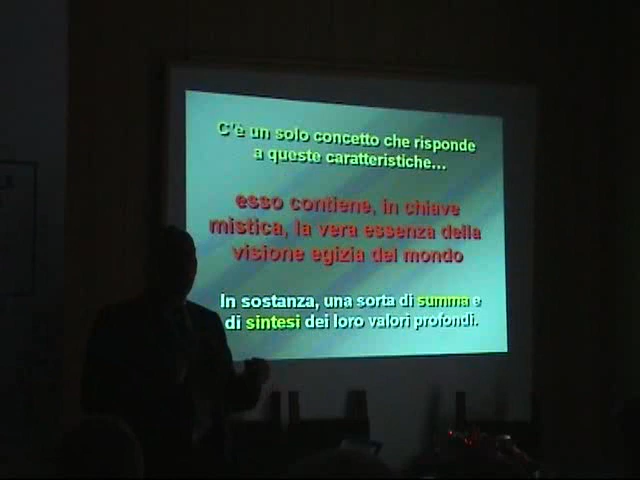 C'è un solo concetto che risponde
a queste caratteristiche...
esso contiene, in chiave
mistica, la vera essenza della
visione egizia del mondo
In sostanza, una sorta di summa e
di sintesi dei loro valori profondi.